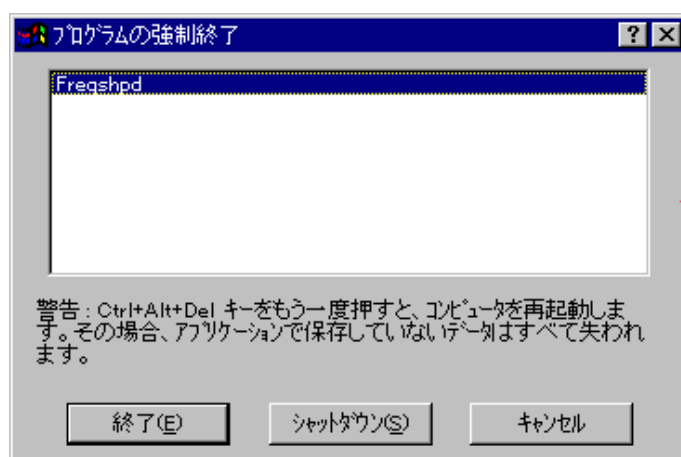 プログラムの強制終了
Freqshpd
警告 : Ctrl+Alt+Del キーをもう一度押すと、コンピュータを再起動しま
す。その場合、アプリケーションで保存していないデータはすべて失われ
ます。
終了(E)
シャットダウン(S)
キャンセル